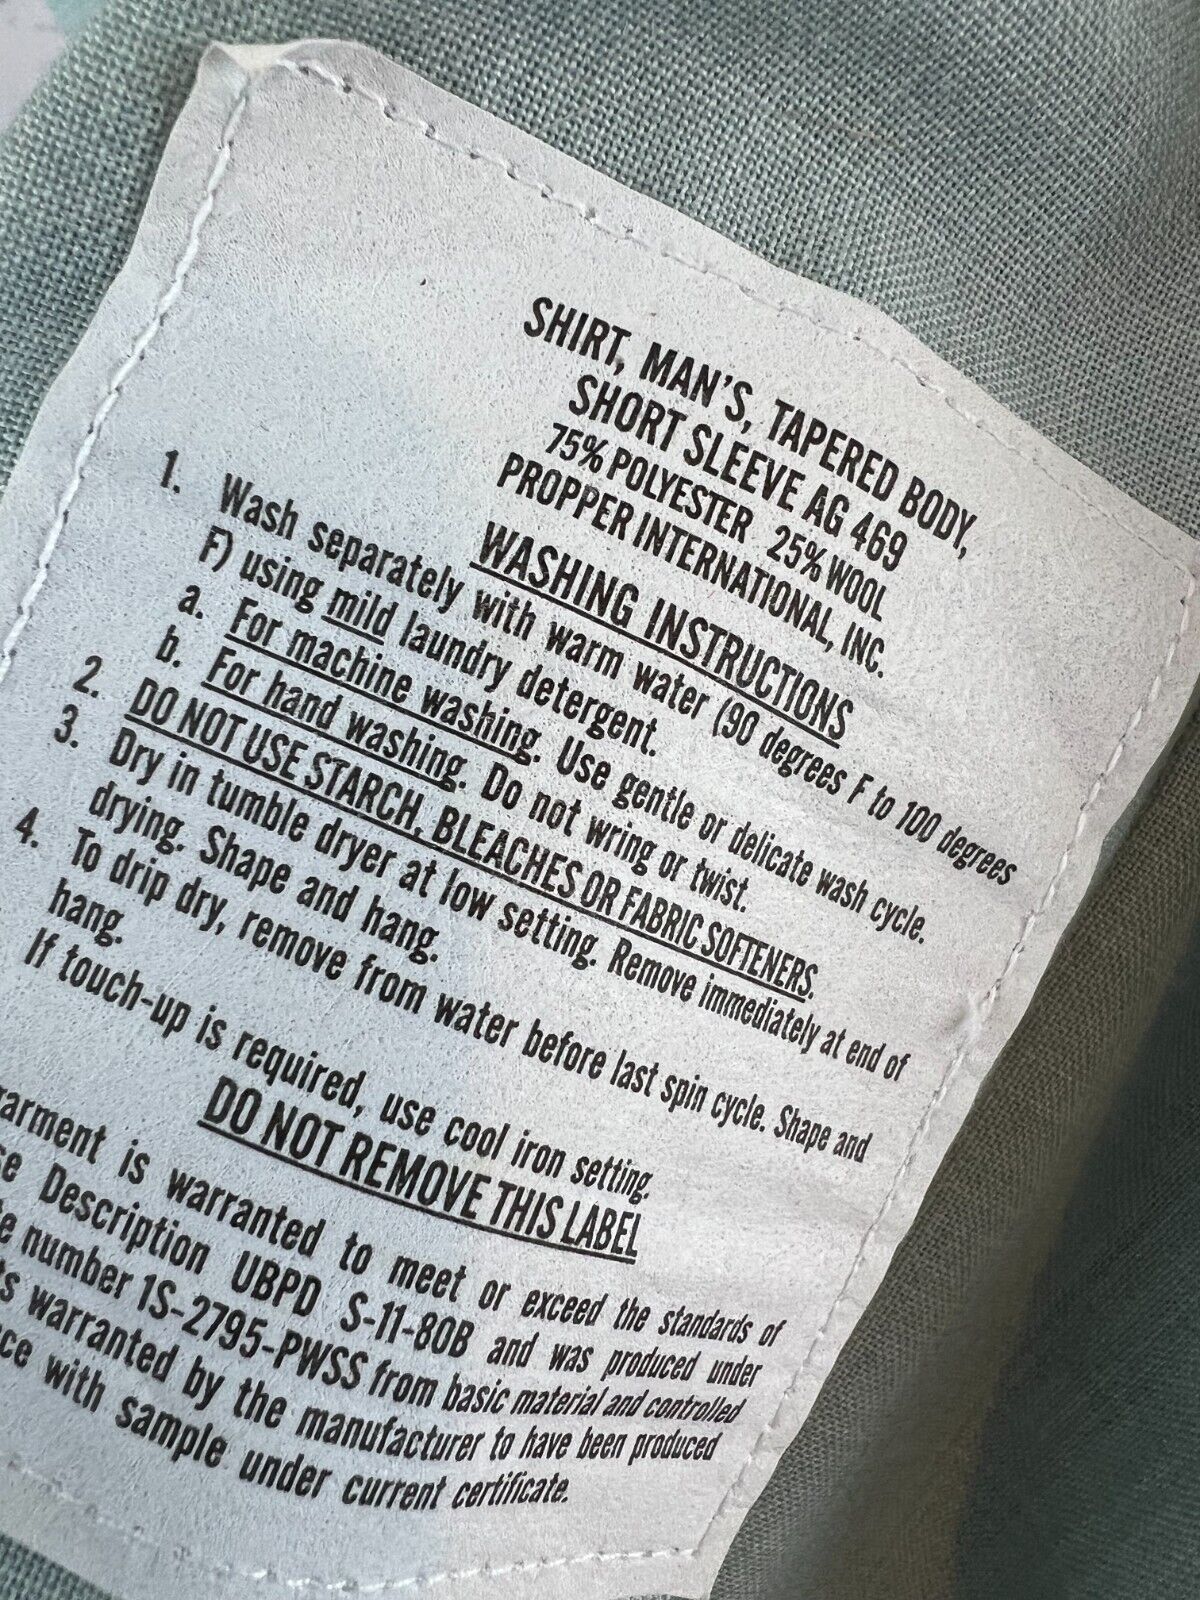 SHIRT, MAN'S, TAPERED BODY,
SHORT SLEEVE AG 469
75% POLYESTER 25% WOOL
PROPPER INTERNATIONAL, INC.
WASHING INSTRUCTIONS
1. Wash separately with warm water (90 degrees F to 100 degrees
F) using mild laundry detergent.
a. For machine washing. Use gentle or delicate wash cycle.
b. For hand washing. Do not wring or twist.
2. DO NOT USE STARCH, BLEACHES OR FABRIC SOFTENERS.
3. Dry in tumble dryer at low setting. Remove immediately at end of
drying. Shape and hang.
4. To drip dry, remove from water before last spin cycle. Shape and
hang.
If touch-up is required, use cool iron setting.
DO NOT REMOVE THIS LABEL
arment is warranted to meet or exceed the standards of
se Description UBPD S-11-80B and was produced under
te number 1S-2795-PWSS from basic material and controlled
ts warranted by the manufacturer to have been produced
ce with sample under current certificate.